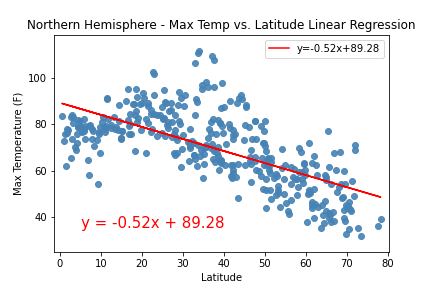 Northern Hemisphere - Max Temp vs. Latitude Linear Regression
y=-0.52x+89.28
100
80
60
40
Max Temperature (F)
y = -0.52x + 89.28
0 10 20 30 40 50 60 70 80
Latitude